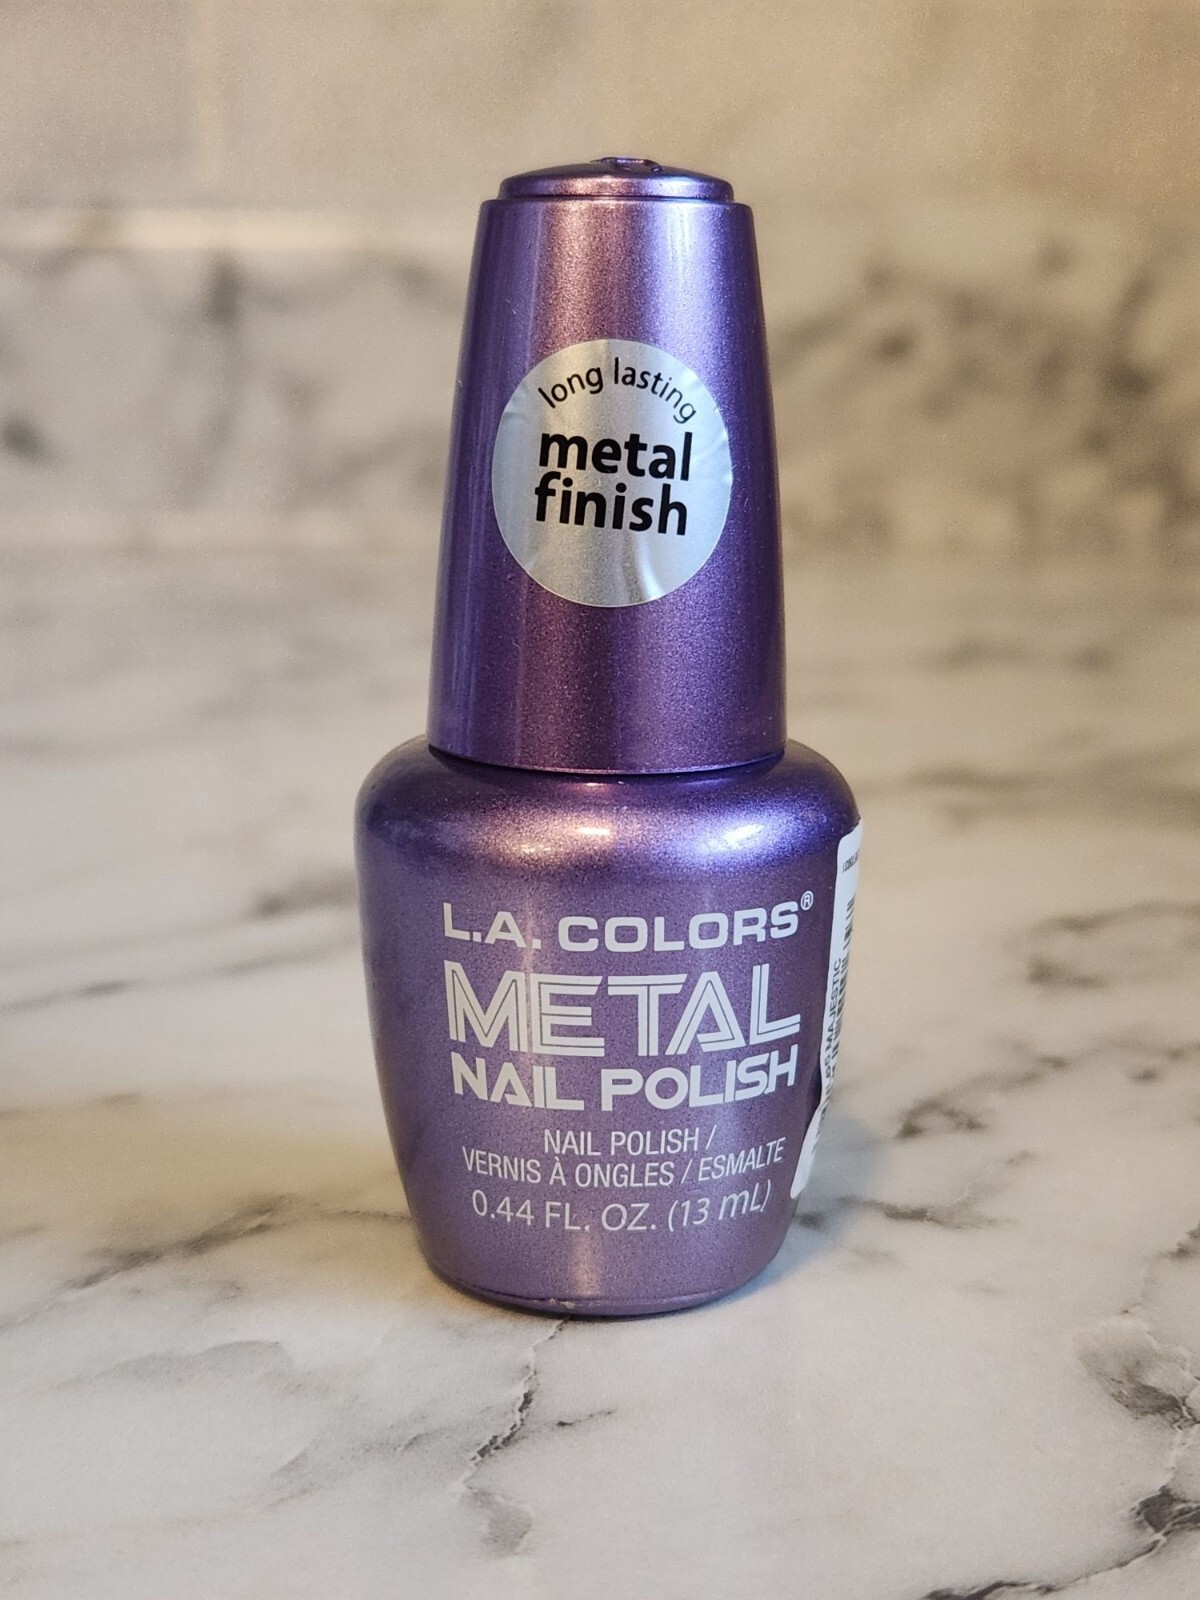 long lasting
metal
finish
L.A. COLORS®
METAL
NAIL POLISH
NAIL POLISH /
VERNIS À ONGLES / ESMALTE
0.44 FL. OZ. (13 mL)
MAJESTIC